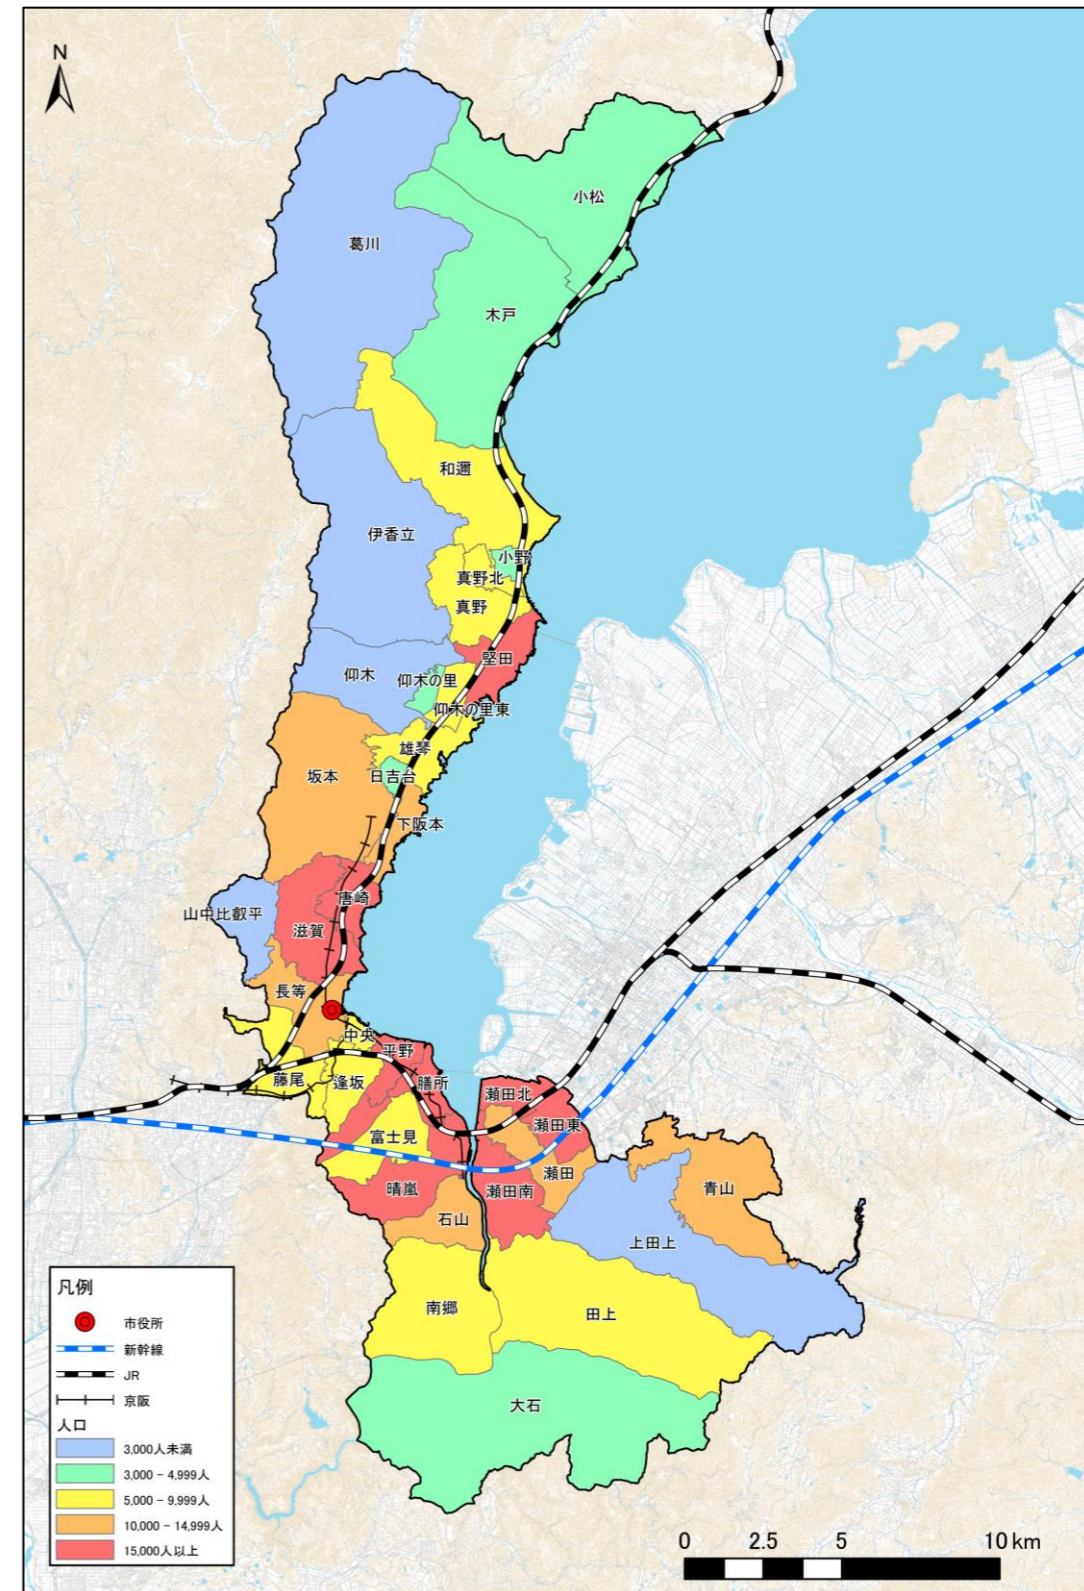 N
小松
葛川
木戸
和邇
伊香立
小野
真野北
真野
堅田
仰木
仰木の里
仰木の里東
雄琴
坂本
日吉台
下阪本
唐崎
山中比叡平
滋賀
長等
中央
平野
藤尾
逢坂
膳所
瀬田北
瀬田東
富士見
瀬田
晴嵐
瀬田南
青山
石山
上田上
南郷
田上
大石
凡例
市役所
新幹線
JR
京阪
人口
3,000人未満
3,000 - 4,999人
5,000 - 9,999人
10,000 - 14,999人
15,000人以上
0 2.5 5 10 km